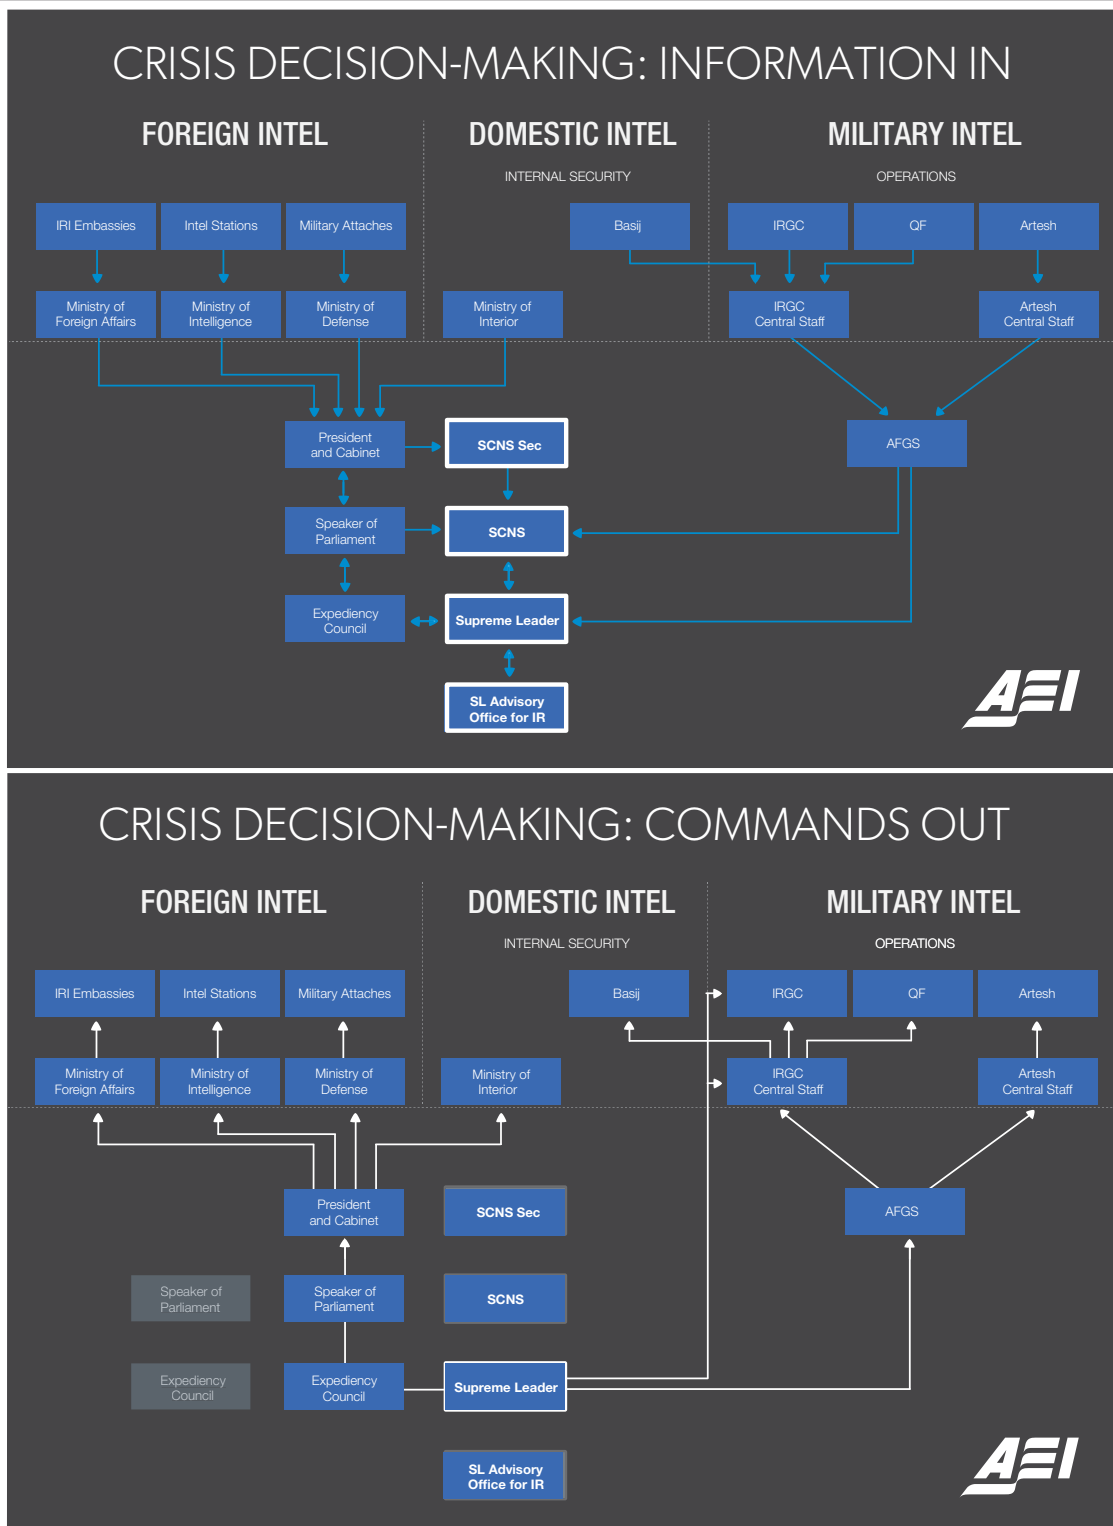 CRISIS DECISION-MAKING: INFORMATION IN
FOREIGN INTEL
DOMESTIC INTEL
MILITARY INTEL
INTERNAL SECURITY
OPERATIONS
IRI Embassies
Intel Stations
Military Attaches
Basij
IRGC
QF
Artesh
Ministry of
Foreign Affairs
Ministry of
Intelligence
Ministry of
Defense
Ministry of
Interior
IRGC
Central Staff
Artesh
Central Staff
President
and Cabinet
SCNS Sec
AFGS
Speaker of
Parliament
SCNS
Expediency
Council
Supreme Leader
SL Advisory
Office for IR
AEI
CRISIS DECISION-MAKING: COMMANDS OUT
FOREIGN INTEL
DOMESTIC INTEL
MILITARY INTEL
INTERNAL SECURITY
OPERATIONS
IRI Embassies
Intel Stations
Military Attaches
Basij
IRGC
QF
Artesh
Ministry of
Foreign Affairs
Ministry of
Intelligence
Ministry of
Defense
Ministry of
Interior
IRGC
Central Staff
Artesh
Central Staff
President
and Cabinet
SCNS Sec
AFGS
Speaker of
Parliament
Speaker of
Parliament
SCNS
Expediency
Council
Expediency
Council
Supreme Leader
SL Advisory
Office for IR
AEI